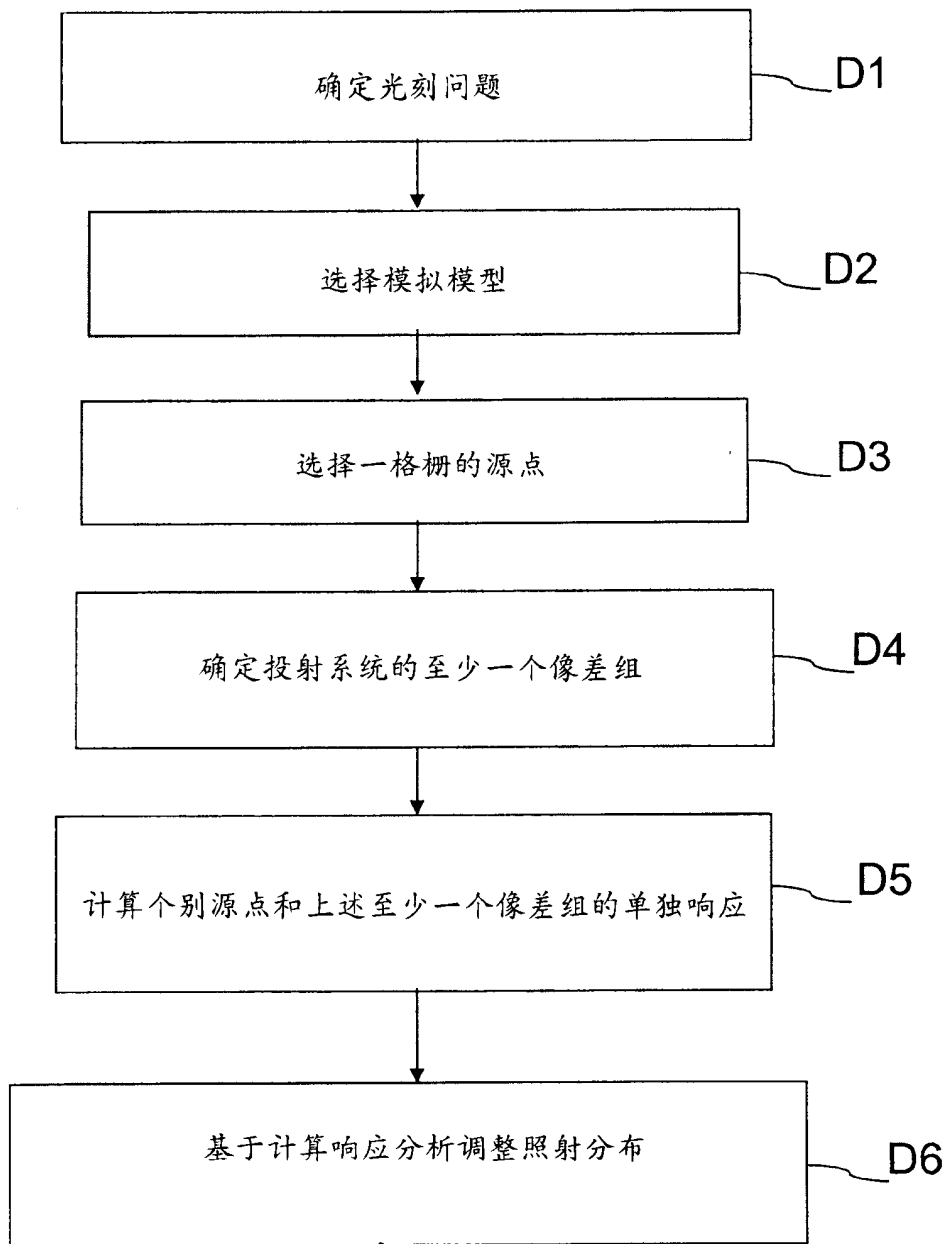 确定光刻问题
D1
选择模拟模型
D2
选择一格栅的源点
D3
确定投射系统的至少一个像差组
D4
计算个别源点和上述至少一个像差组的单独响应
D5
基于计算响应分析调整照射分布
D6